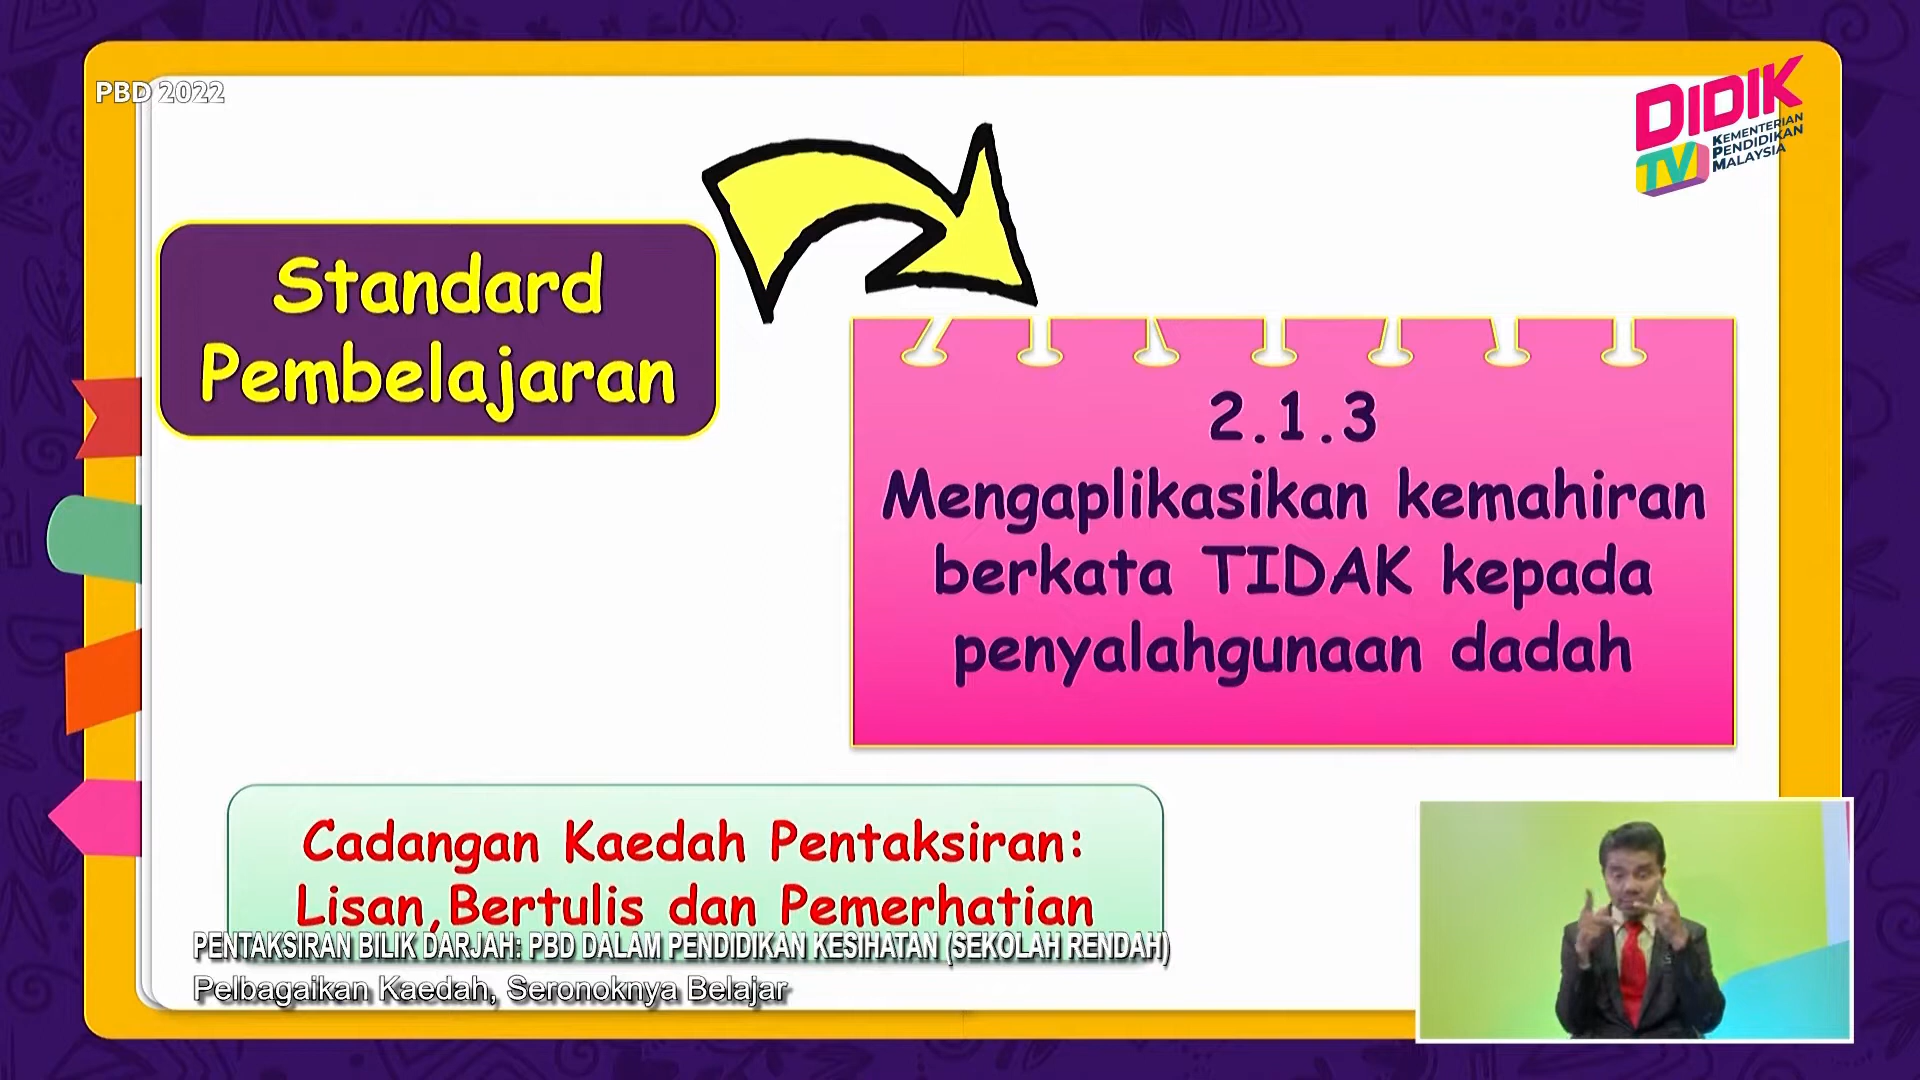 PBD 2022
DIDIK
TV
KEMENTERIAN
PENDIDIKAN
MALAYSIA
Standard
Pembelajaran
2.1.3
Mengaplikasikan kemahiran
berkata TIDAK kepada
penyalahgunaan dadah
Cadangan Kaedah Pentaksiran:
Lisan,Bertulis dan Pemerhatian
PENTAKSIRAN BILIK DARJAH: PBD DALAM PENDIDIKAN KESIHATAN (SEKOLAH RENDAH)
Pelbagaikan Kaedah, Seronoknya Belajar